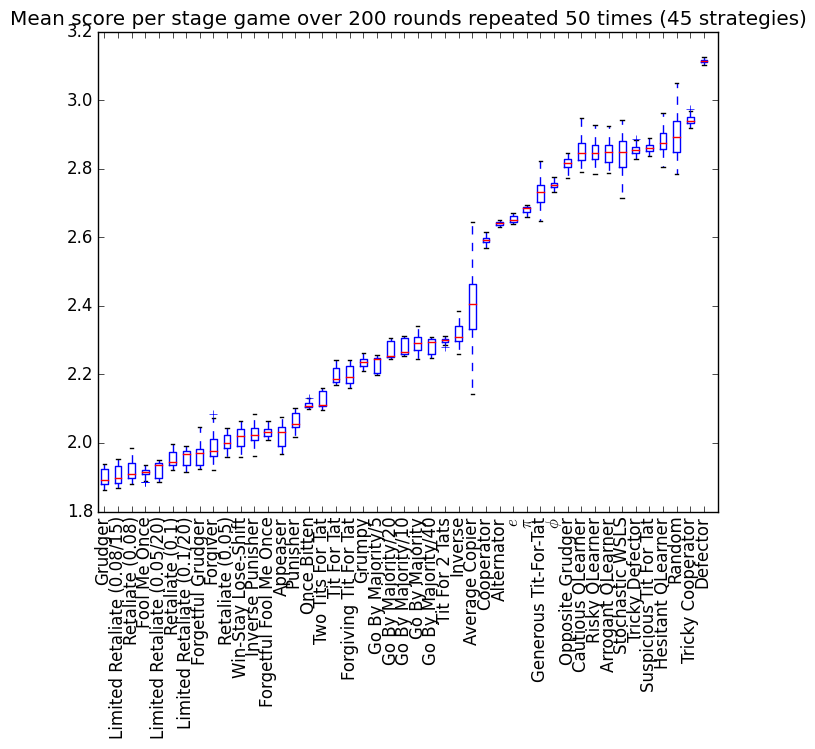 Mean score per stage game over 200 rounds repeated 50 times (45 strategies)
3.2
3.0
2.8
2.6
2.4
2.2
2.0
1.8
Grudger
Limited Retaliate (0.08/15)
Retaliate (0.08)
Fool Me Once
Limited Retaliate (0.05/20)
Retaliate (0.1)
Limited Retaliate (0.1/20)
Forgetful Grudger
Forgiver
Retaliate (0.05)
Win-Stay Lose-Shift
Inverse Punisher
Forgetful Fool Me Once
Appeaser
Punisher
Once Bitten
Two Tits For Tat
Tit For Tat
Forgiving Tit For Tat
Grumpy
Go By Majority/5
Go By Majority/20
Go By Majority/10
Go By Majority
Go By Majority/40
Tit For 2 Tats
Inverse
Average Copier
Cooperator
Alternator
e
π
Generous Tit-For-Tat
ϕ
Opposite Grudger
Cautious QLearner
Risky QLearner
Arrogant QLearner
Stochastic WSLS
Tricky Defector
Suspicious Tit For Tat
Hesitant QLearner
Random
Tricky Cooperator
Defector